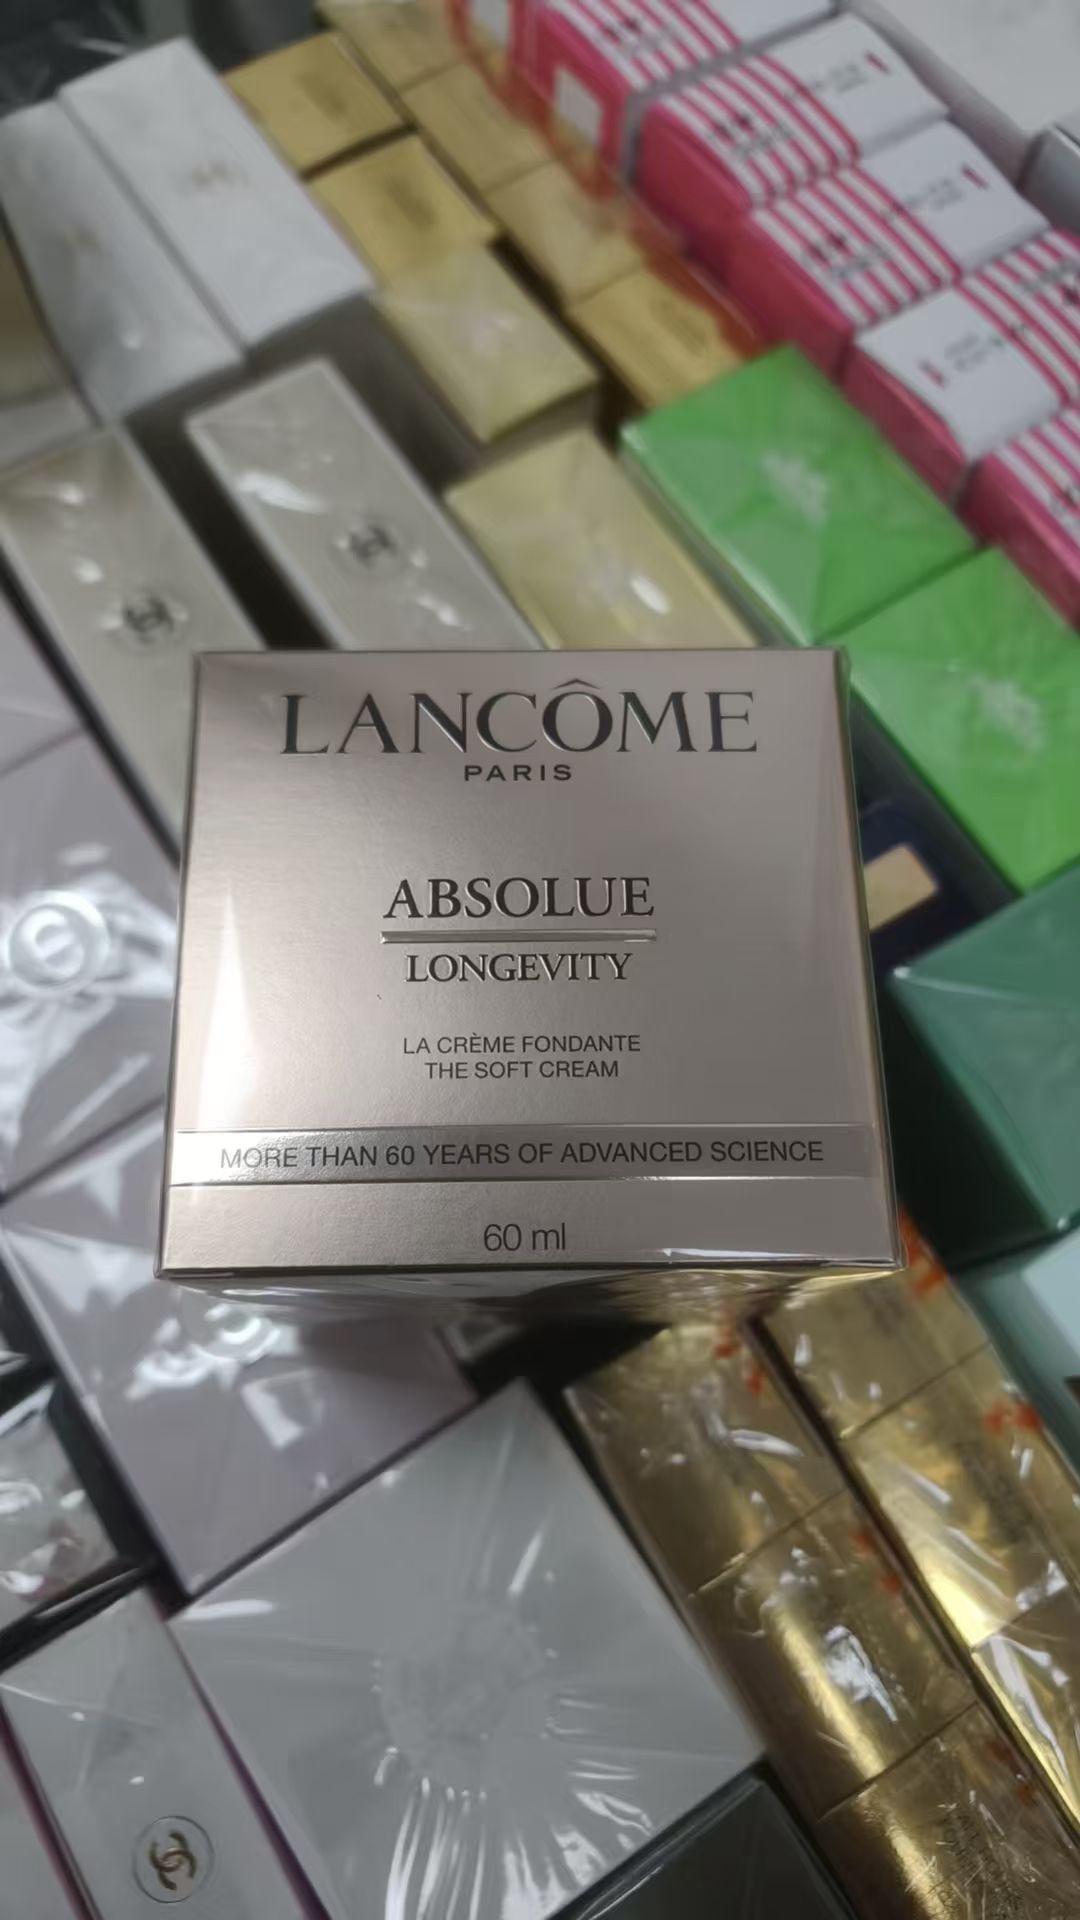 LANCÔME
PARIS
ABSOLUE
LONGEVITY
LA CRÈME FONDANTE
THE SOFT CREAM
MORE THAN 60 YEARS OF ADVANCED SCIENCE
60 ml